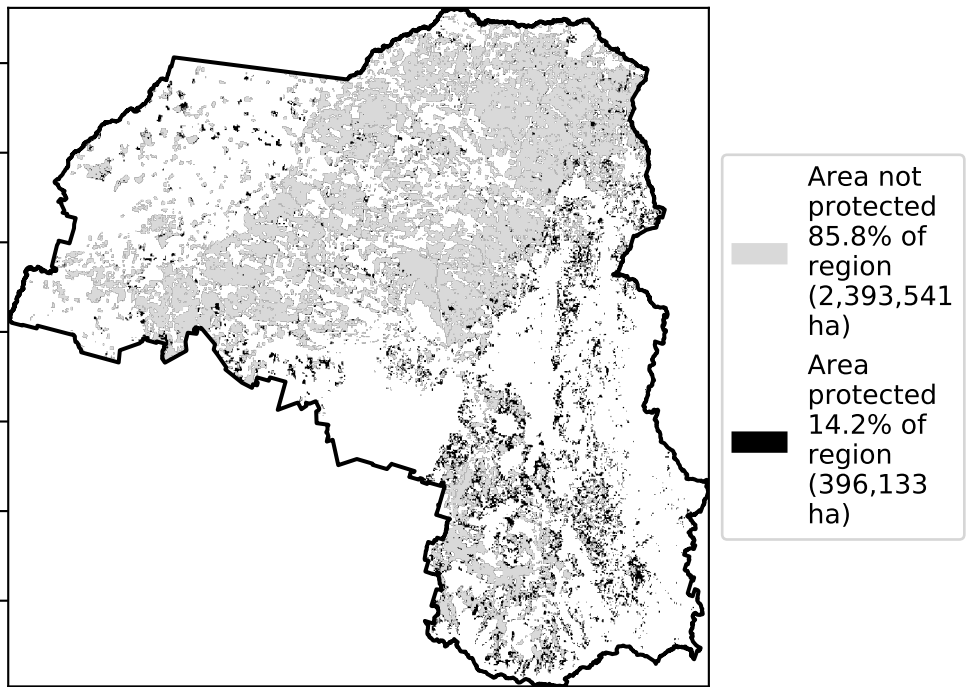 Area not
protected
85.8% of
region
(2,393,541
ha)
Area
protected
14.2% of
region
(396,133
ha)